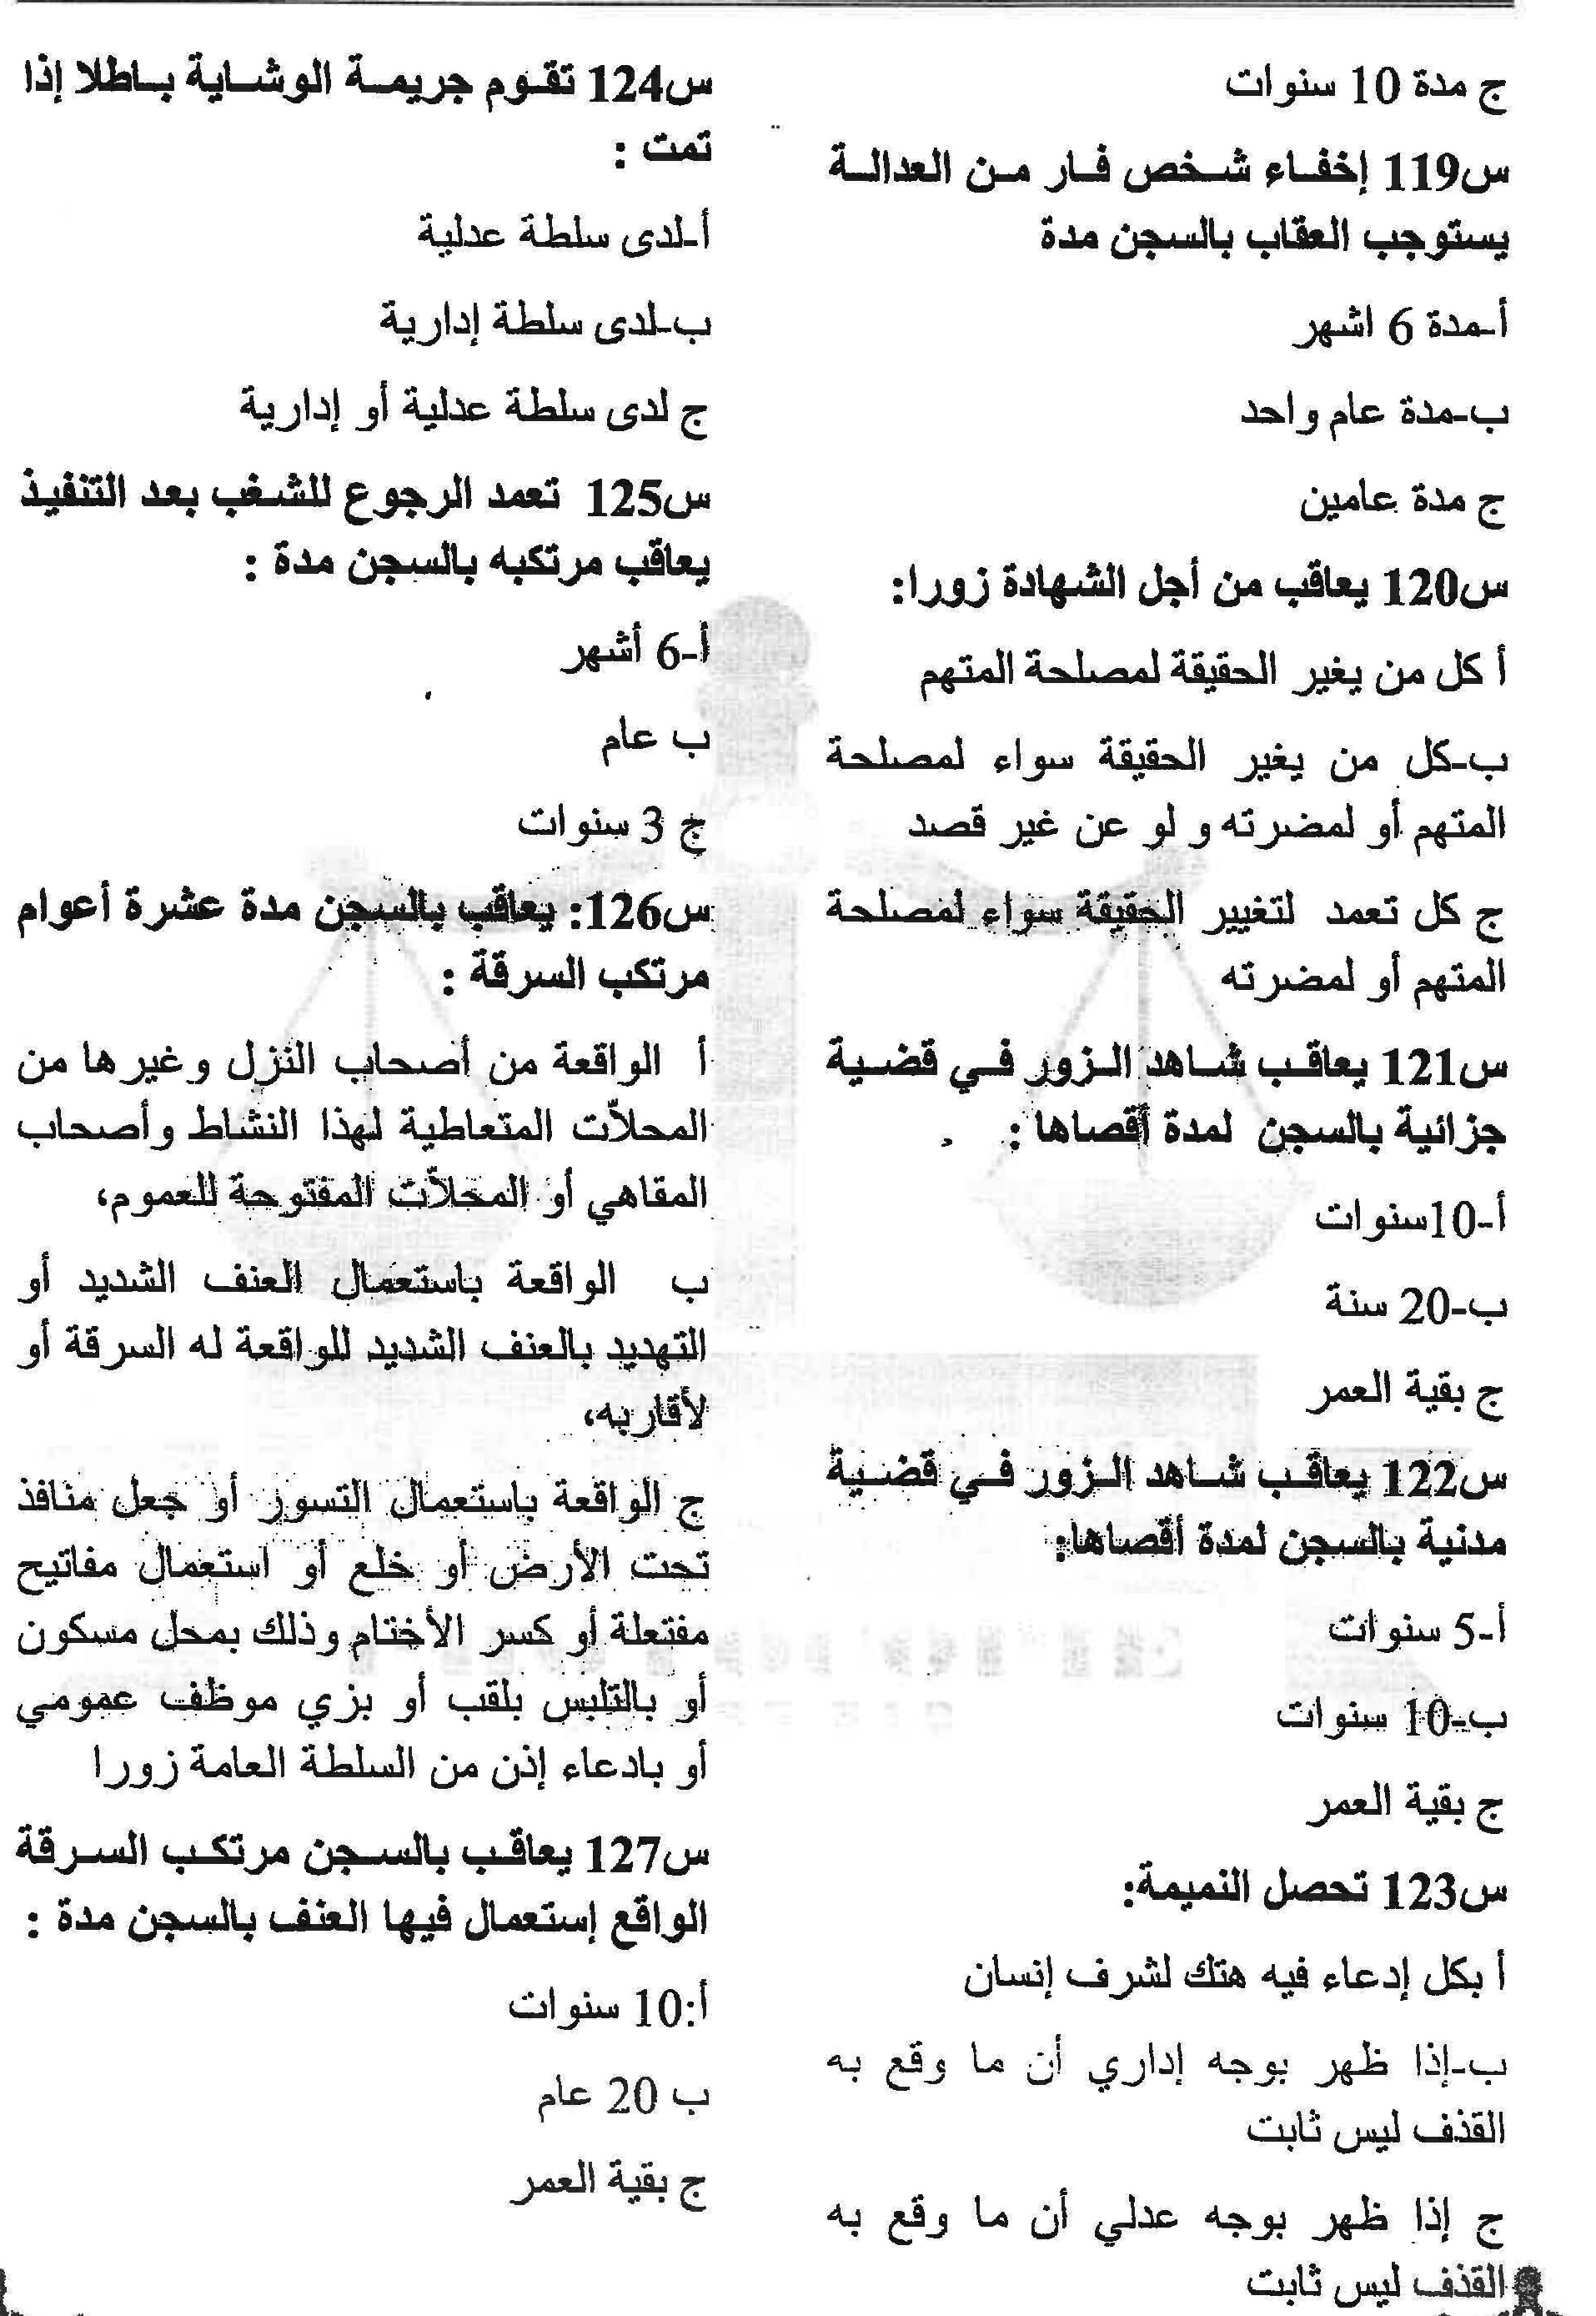 ج مدة 10 سنوات
س119 إخفاء شخص فار من العدالة
يستوجب العقاب بالسجن مدة
أ-مدة 6 اشهر
ب-مدة عام واحد
ج مدة عامين
س120 يعاقب من أجل الشهادة زورا:
أ كل من يغير الحقيقة لمصلحة المتهم
ب-كل من يغير الحقيقة سواء لمصلحة
المتهم أو لمضرته و لو عن غير قصد
ج كل تعمد لتغيير الحقيقة سواء لمصلحة
المتهم أو لمضرته
س121 يعاقب شاهد الزور في قضية
جزائية بالسجن لمدة أقصاها :
أ-10سنوات
ب-20 سنة
ج بقية العمر
س122 يعاقب شاهد الزور في قضية
مدنية بالسجن لمدة أقصاها:
أ-5 سنوات
ب-10 سنوات
ج بقية العمر
س123 تحصل النميمة:
أ بكل إدعاء فيه هتك لشرف إنسان
ب-إذا ظهر بوجه إداري أن ما وقع به
القذف ليس ثابت
ج إذا ظهر بوجه عدلي أن ما وقع به
القذف ليس ثابت
س124 تقوم جريمة الوشاية باطلا إذا
تمت :
أ-لدى سلطة عدلية
ب-لدى سلطة إدارية
ج لدى سلطة عدلية أو إدارية
س125 تعمد الرجوع للشغب بعد التنفيذ
يعاقب مرتكبه بالسجن مدة :
أ-6 أشهر
ب عام
ج 3 سنوات
س126: يعاقب بالسجن مدة عشرة أعوام
مرتكب السرقة :
أ الواقعة من أصحاب النزل وغيرها من
المحلاّت المتعاطية لهذا النشاط وأصحاب
المقاهي أو المحلاّت المفتوحة للعموم،
ب الواقعة باستعمال العنف الشديد أو
التهديد بالعنف الشديد للواقعة له السرقة أو
لأقاربه،
ج الواقعة باستعمال التسور أو جعل منافذ
تحت الأرض أو خلع أو استعمال مفاتيح
مفتعلة أو كسر الأختام وذلك بمحل مسكون
أو بالتلبس بلقب أو بزي موظف عمومي
أو بادعاء إذن من السلطة العامة زورا
س127 يعاقب بالسجن مرتكب السرقة
الواقع إستعمال فيها العنف بالسجن مدة :
أ:10 سنوات
ب 20 عام
ج بقية العمر